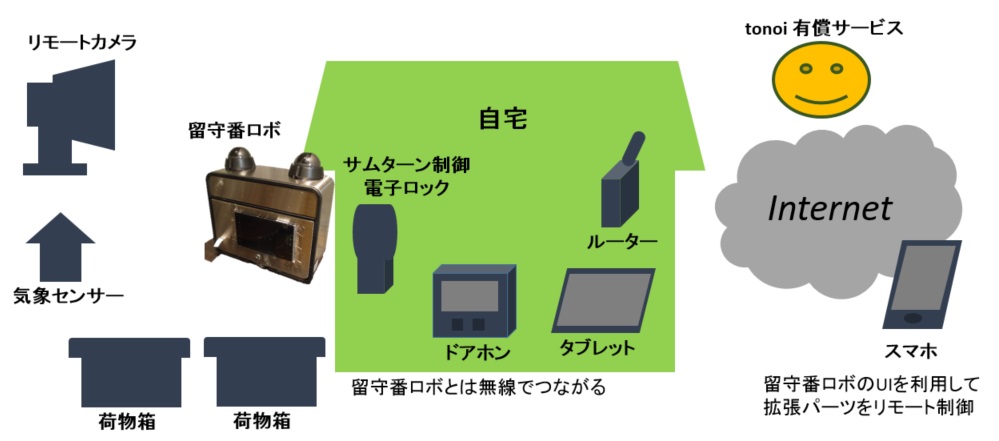 リモートカメラ
留守番ロボ
気象センサー
荷物箱
荷物箱
自宅
サムターン制御
電子ロック
ルーター
ドアホン
タブレット
留守番ロボとは無線でつながる
tonoi 有償サービス
Internet
スマホ
留守番ロボのUIを利用して
拡張パーツをリモート制御